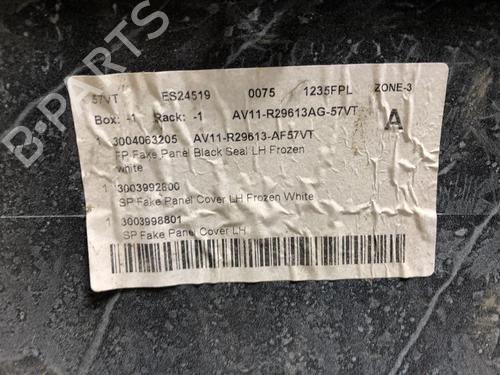 B-PARTS
57VT ES24519 0075 1235FPL ZONE-3
Box: -1 Rack: -1 AV11-R29613AG-57VT
A
1 3004063205 AV11-R29613-AF57VT
FP Fake Panel Black Seal LH Frozen
white
1 3003992800
SP Fake Panel Cover LH Frozen White
1 3003998801
SP Fake Panel Cover LH